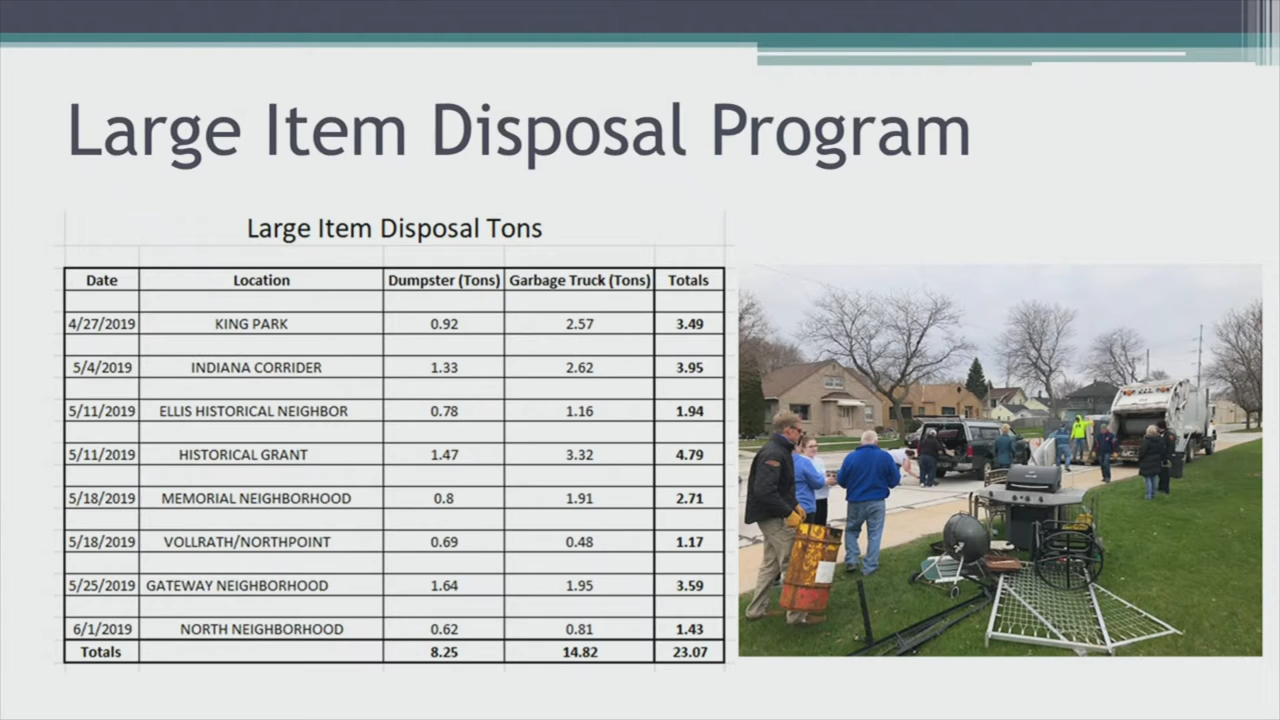 Large Item Disposal Program
Large Item Disposal Tons
Date Location Dumpster (Tons) Garbage Truck (Tons) Totals
4/27/2019 KING PARK 0.92 2.57 3.49
5/4/2019 INDIANA CORRIDER 1.33 2.62 3.95
5/11/2019 ELLIS HISTORICAL NEIGHBOR 0.78 1.16 1.94
5/11/2019 HISTORICAL GRANT 1.47 3.32 4.79
5/18/2019 MEMORIAL NEIGHBORHOOD 0.8 1.91 2.71
5/18/2019 VOLLRATH/NORTHPOINT 0.69 0.48 1.17
5/25/2019 GATEWAY NEIGHBORHOOD 1.64 1.95 3.59
6/1/2019 NORTH NEIGHBORHOOD 0.62 0.81 1.43
Totals 8.25 14.82 23.07